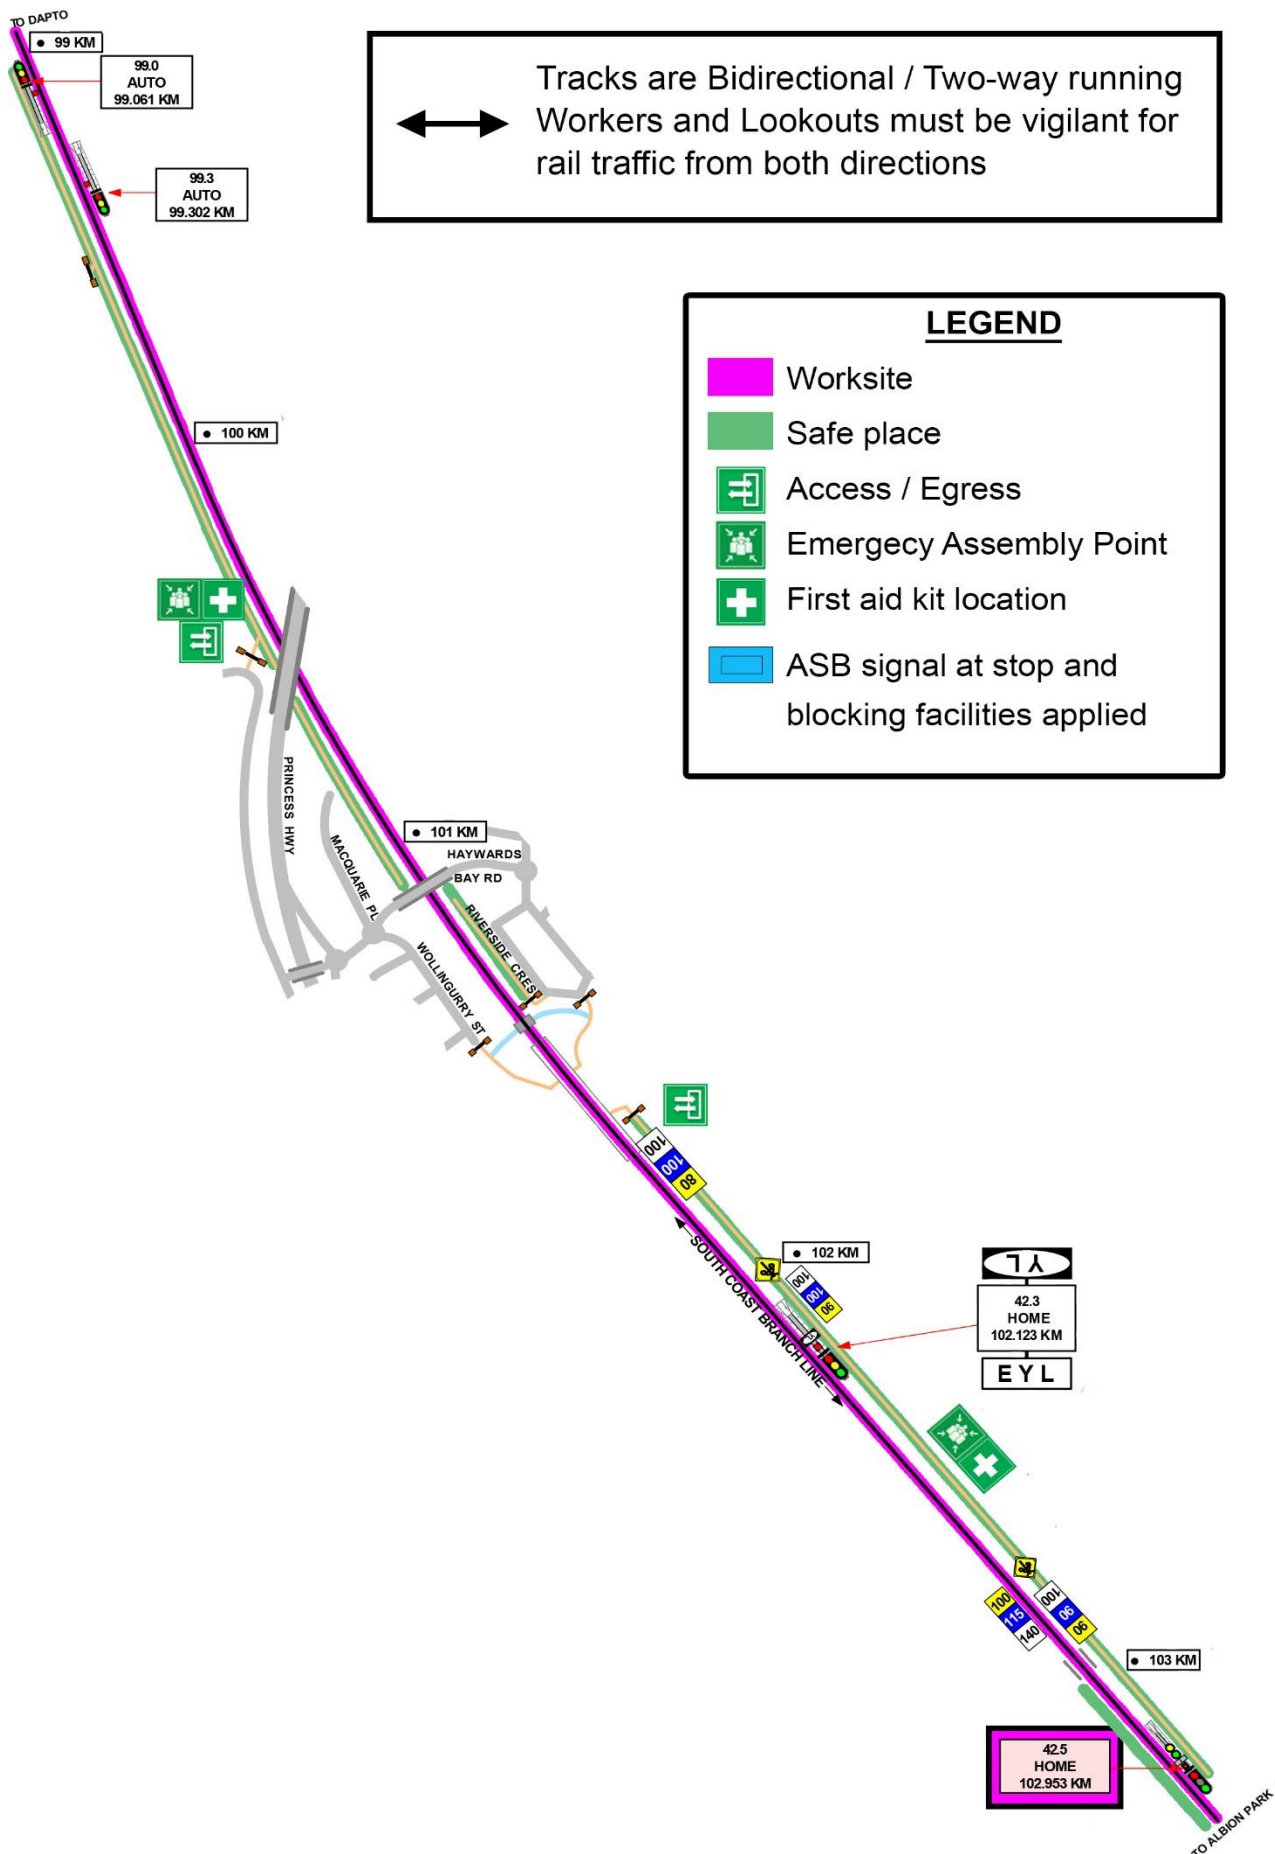 TO DAPTO
99 KM
99.0
AUTO
99.061 KM
99.3
AUTO
99.302 KM
Tracks are Bidirectional / Two-way running
Workers and Lookouts must be vigilant for
rail traffic from both directions
LEGEND
Worksite
Safe place
Access / Egress
Emergecy Assembly Point
First aid kit location
ASB signal at stop and
blocking facilities applied
100 KM
PRINCESS HWY
MACQUARIE PL
101 KM
HAYWARDS
BAY RD
RIVERSIDE CRES
WOLLINGURRY ST
100
100
80
SOUTH COAST BRANCH LINE
102 KM
100
100
90
YL
42.3
HOME
102.123 KM
EYL
100
115
140
100
90
90
103 KM
42.5
HOME
102.953 KM
TO ALBION PARK